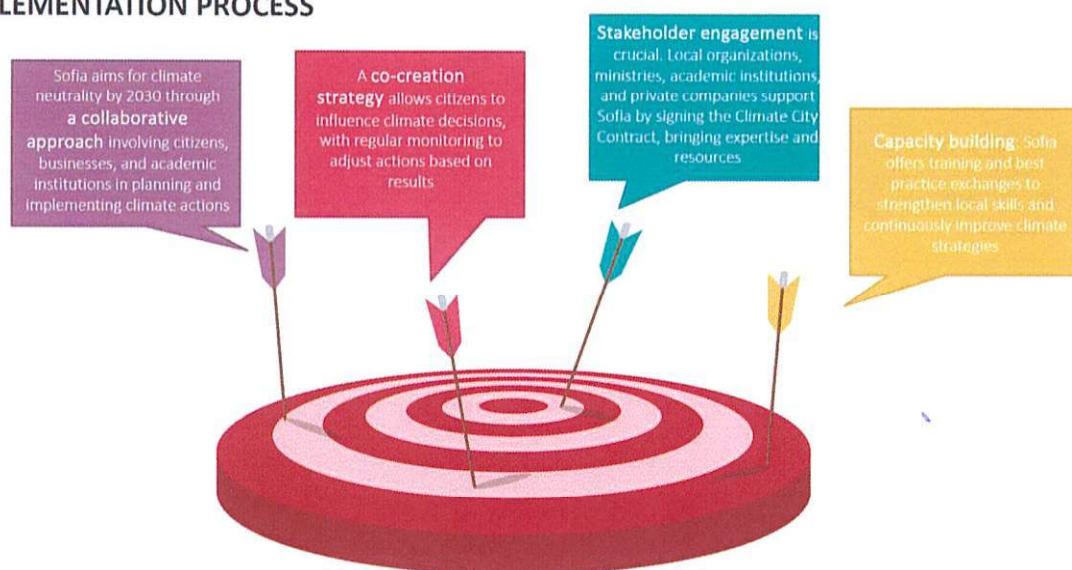 LEMENTATION PROCESS
Sofia aims for climate
neutrality by 2030 through
a collaborative
approach involving citizens,
businesses, and academic
institutions in planning and
implementing climate actions
A co-creation
strategy allows citizens to
influence climate decisions,
with regular monitoring to
adjust actions based on
results
Stakeholder engagement is
crucial. Local organizations,
ministries, academic institutions,
and private companies support
Sofia by signing the Climate City
Contract, bringing expertise and
resources
Capacity building: Sofia
offers training and best
practice exchanges to
strengthen local skills and
continuously improve climate
strategies